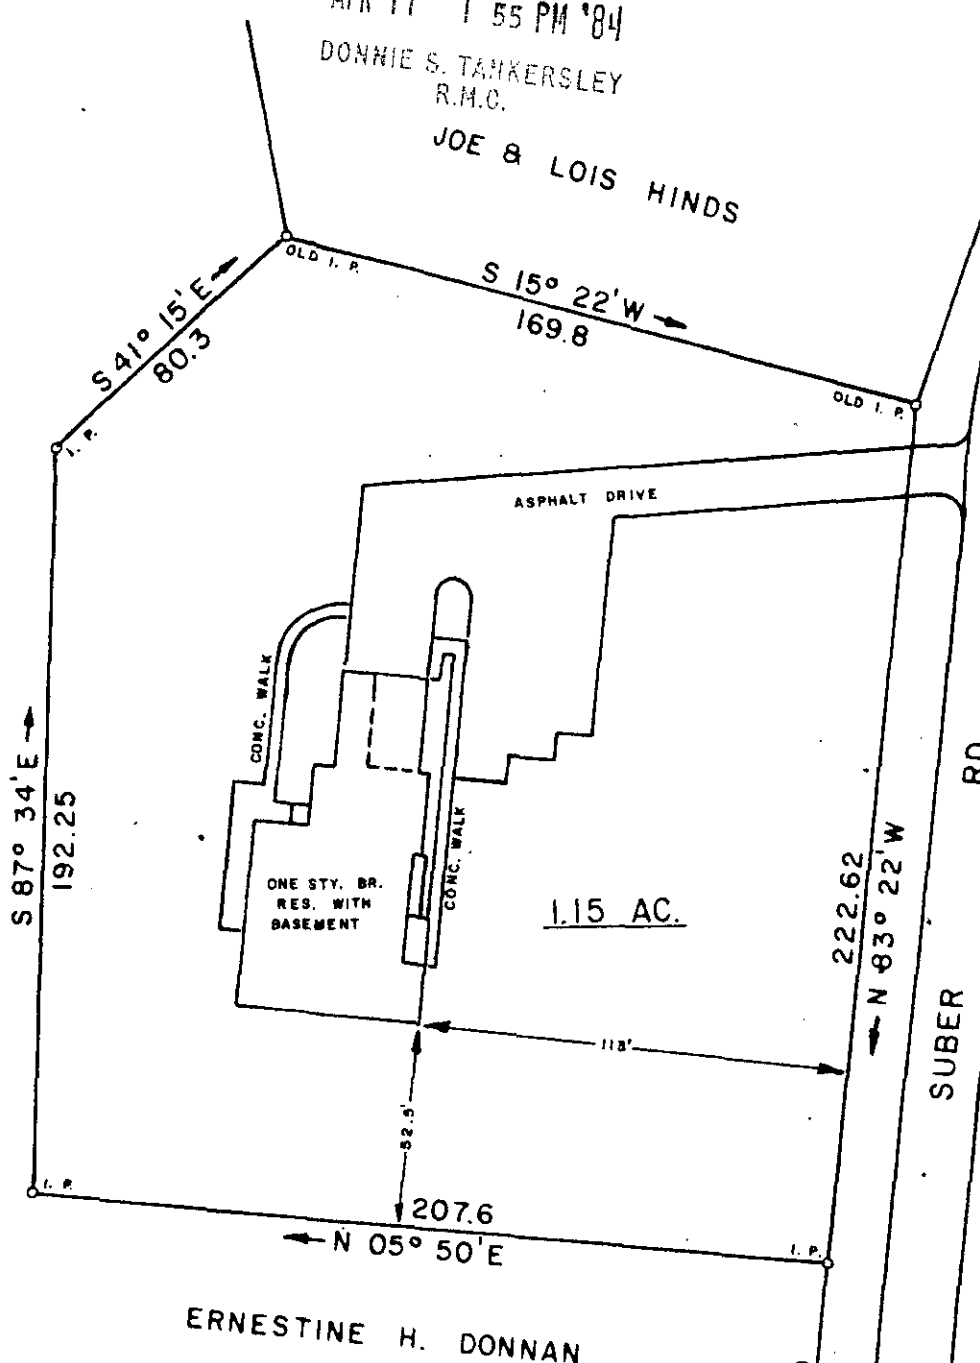 APR 11 1 55 PM '84
DONNIE S. TANKERSLEY
R.M.C.
JOE & LOIS HINDS
OLD I. P.
S 15° 22' W
169.8
S 41° 15' E
80.3
OLD I. P.
I. P.
ASPHALT DRIVE
CONC. WALK
RD
S 87° 34' E
192.25
CONC. WALK
ONE STY. BR.
RES. WITH
BASEMENT
1.15 AC.
222.62
N 83° 22' W
SUBER
118'
52.5'
I. P.
207.6
N 05° 50' E
I. P.
ERNESTINE H. DONNAN